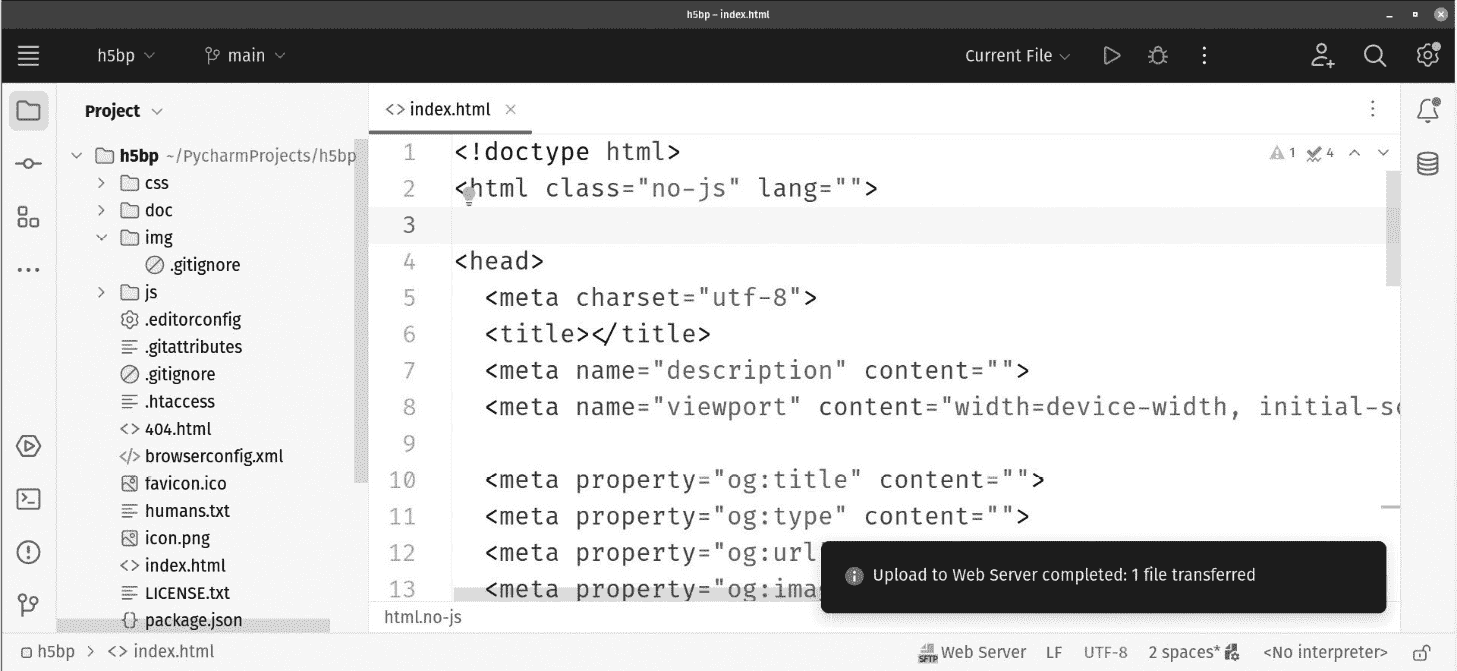 h5bp – index.html
h5bp main Current File
Project
h5bp ~/PycharmProjects/h5bp
css
doc
img
.gitignore
js
.editorconfig
.gitattributes
.gitignore
.htaccess
404.html
browserconfig.xml
favicon.ico
humans.txt
icon.png
index.html
LICENSE.txt
package.json
<> index.html
1 <!doctype html>
2 <html class="no-js" lang="">
3
4 <head>
5 <meta charset="utf-8">
6 <title></title>
7 <meta name="description" content="">
8 <meta name="viewport" content="width=device-width, initial-sc
9
10 <meta property="og:title" content="">
11 <meta property="og:type" content="">
12 <meta property="og:url
13 <meta property="og:ima
1 4
Upload to Web Server completed: 1 file transferred
html.no-js
h5bp > <> index.html
SFTP Web Server LF UTF-8 2 spaces* <No interpreter>